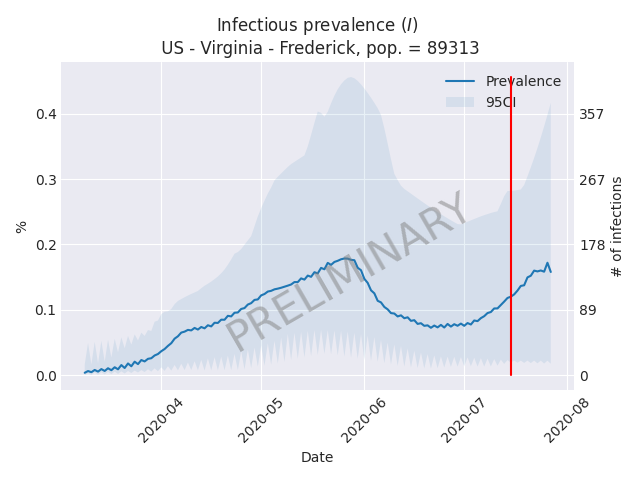 Infectious prevalence (I)
US - Virginia - Frederick, pop. = 89313
Prevalence
95CI
0.4
0.3
0.2
0.1
0.0
%
357
267
178
89
0
# of infections
PRELIMINARY
2020-04
2020-05
2020-06
2020-07
2020-08
Date